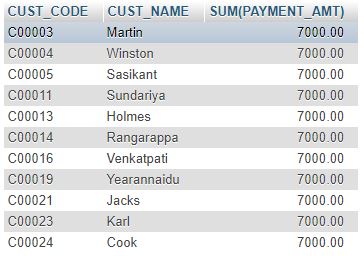 CUST_CODE CUST_NAME SUM(PAYMENT_AMT)
C00003 Martin 7000.00
C00004 Winston 7000.00
C00005 Sasikant 7000.00
C00011 Sundariya 7000.00
C00013 Holmes 7000.00
C00014 Rangarappa 7000.00
C00016 Venkatpati 7000.00
C00019 Yearannaidu 7000.00
C00021 Jacks 7000.00
C00023 Karl 7000.00
C00024 Cook 7000.00